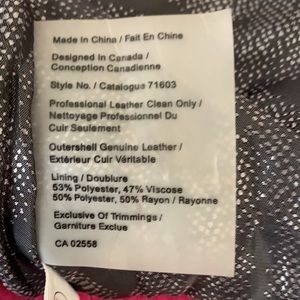 Made In China / Fait En Chine
Designed In Canada /
Conception Canadienne
Style No. / Catalogue 71603
Professional Leather Clean Only /
Nettoyage Professionnel Du
Cuir Seulement
Outershell Genuine Leather /
Extérieur Cuir Véritable
Lining / Doublure
53% Polyester, 47% Viscose
50% Polyester, 50% Rayon / Rayonne
Exclusive Of Trimmings /
Garniture Exclue
CA 02558